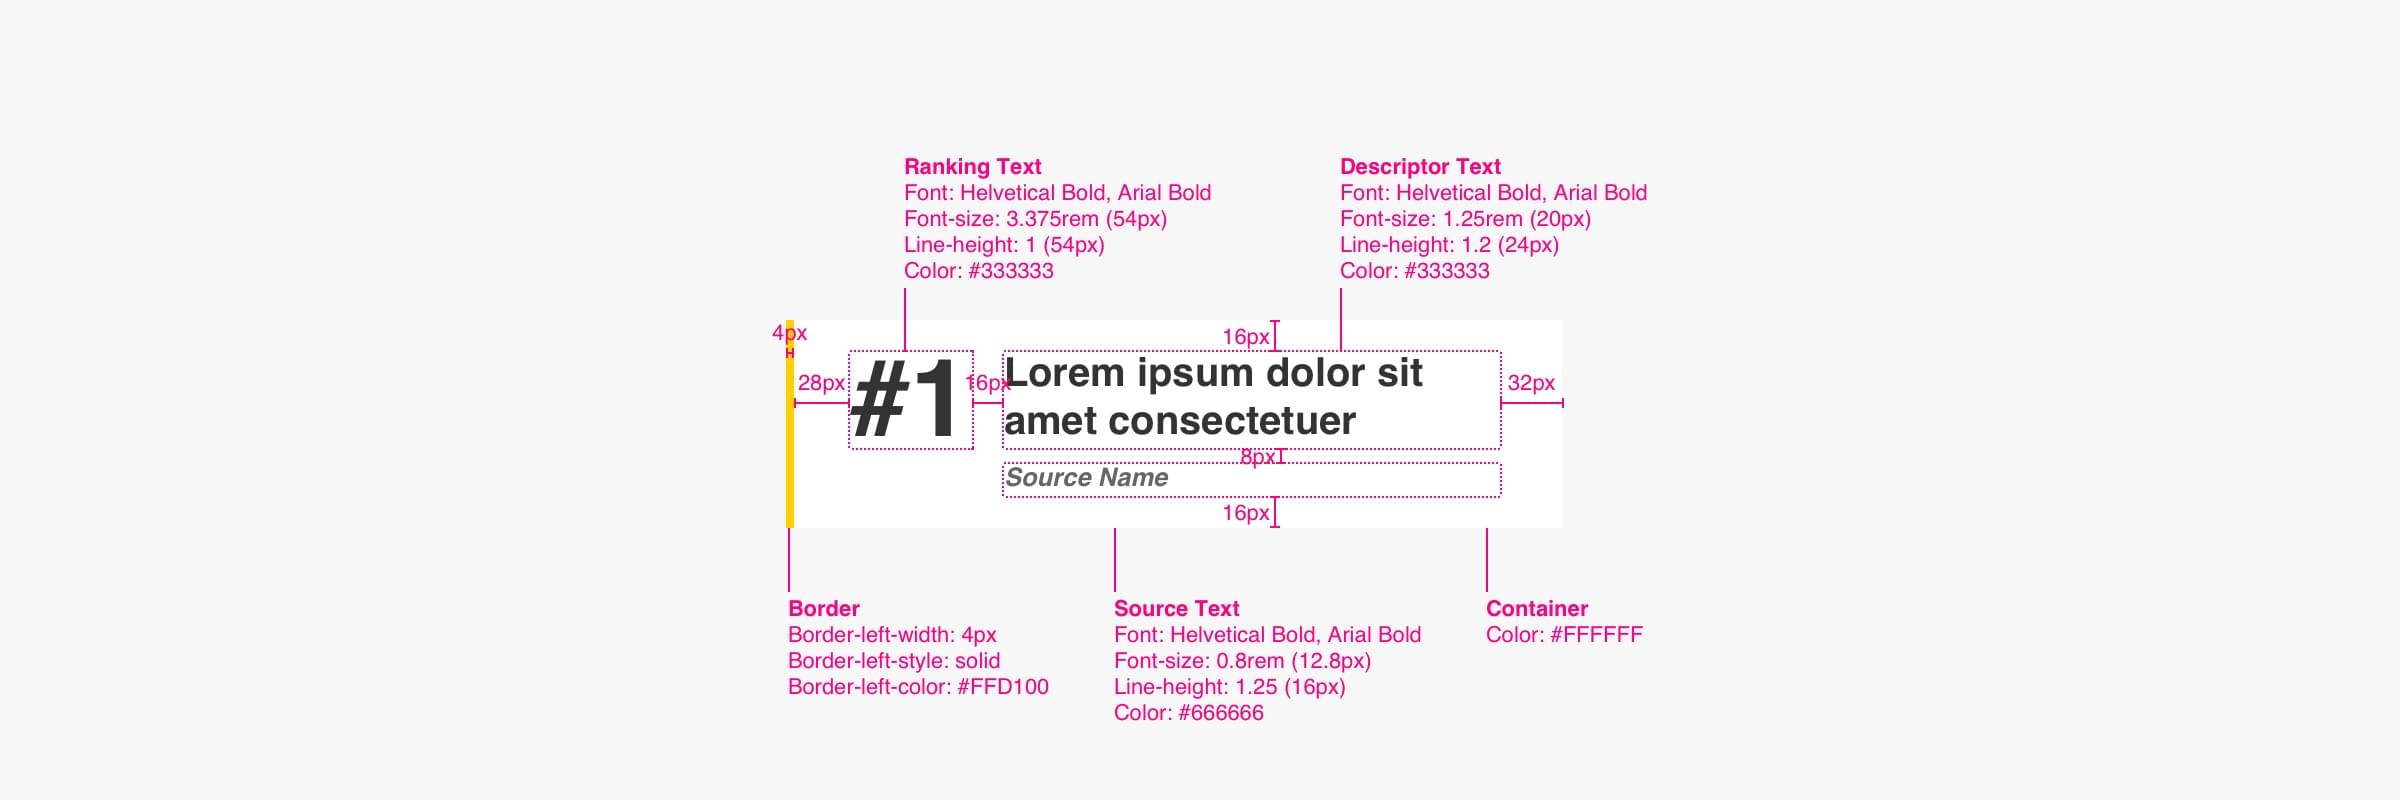 Ranking Text
Font: Helvetical Bold, Arial Bold
Font-size: 3.375rem (54px)
Line-height: 1 (54px)
Color: #333333
Descriptor Text
Font: Helvetical Bold, Arial Bold
Font-size: 1.25rem (20px)
Line-height: 1.2 (24px)
Color: #333333
4px
28px
#1
16px
16px
Lorem ipsum dolor sit
amet consectetuer
32px
8px
Source Name
16px
Border
Border-left-width: 4px
Border-left-style: solid
Border-left-color: #FFD100
Source Text
Font: Helvetical Bold, Arial Bold
Font-size: 0.8rem (12.8px)
Line-height: 1.25 (16px)
Color: #666666
Container
Color: #FFFFFF